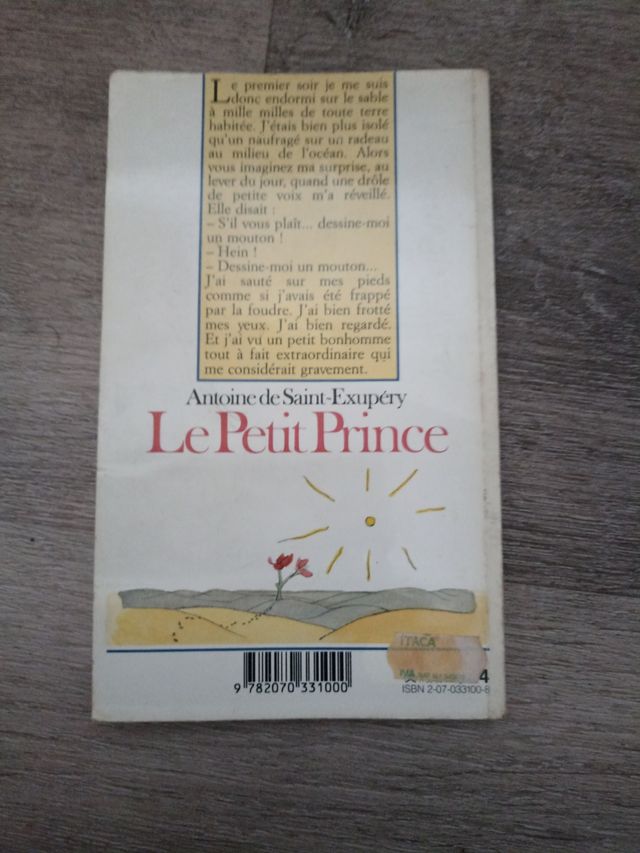 Le premier soir je me suis
donc endormi sur le sable
à mille milles de toute terre
habitée. J'étais bien plus isolé
qu'un naufragé sur un radeau
au milieu de l'océan. Alors
vous imaginez ma surprise, au
lever du jour, quand une drôle
de petite voix m'a réveillé.
Elle disait :
– S'il vous plaît... dessine-moi
un mouton !
– Hein !
– Dessine-moi un mouton...
J'ai sauté sur mes pieds
comme si j'avais été frappé
par la foudre. J'ai bien frotté
mes yeux. J'ai bien regardé.
Et j'ai vu un petit bonhomme
tout à fait extraordinaire qui
me considérait gravement.
Antoine de Saint-Exupéry
Le Petit Prince
ITACA
IVA
4
9 782070 331000
ISBN 2-07-033100-8